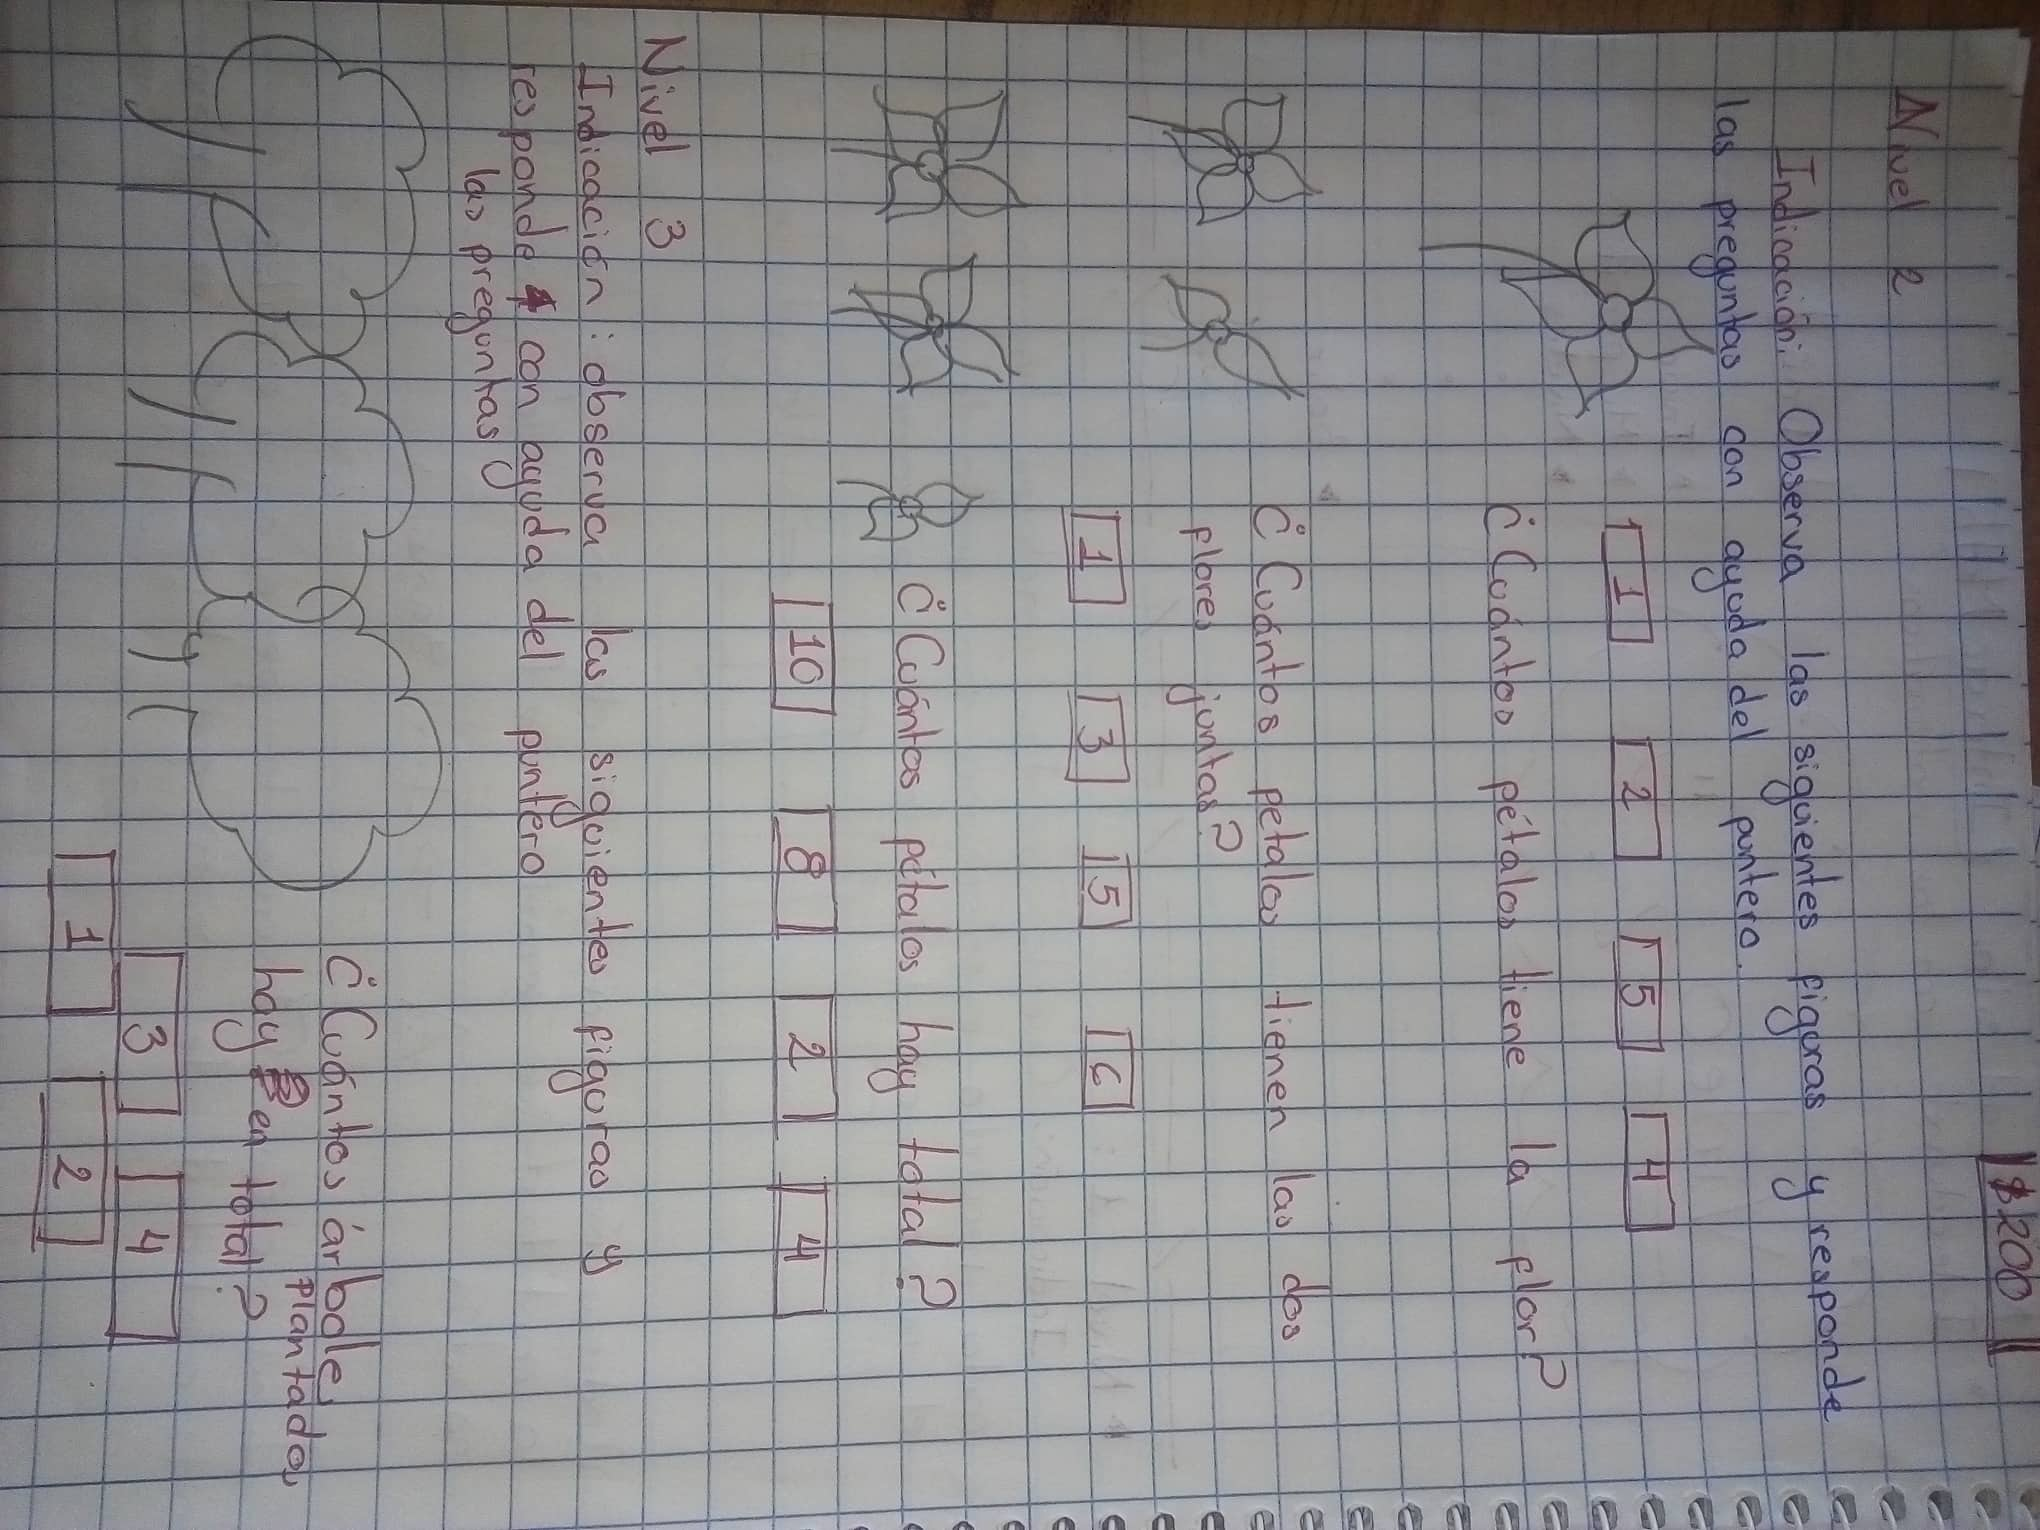 $200
Nivel 2
Indicación: Observa las siguientes figuras y responde
las preguntas con ayuda del puntero.
1 2 5 4
¿Cuántos pétalos tiene la flor?
¿Cuántos petalos tienen las dos
flores juntas?
1 3 5 6
¿Cuántos pétalos hay total?
10 8 2 4
Nivel 3
Indicación: observa las siguientes figuras y
responde con ayuda del puntero
las preguntas
¿Cuántos árboles
plantados
hay en total?
3 4
1 2